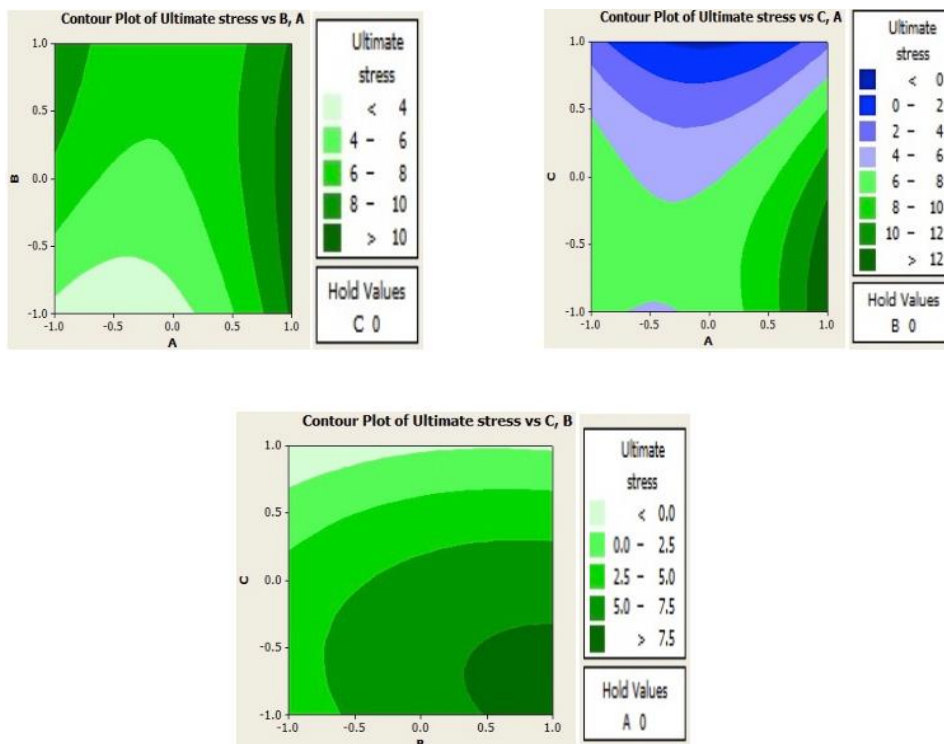 Contour Plot of Ultimate stress vs B, A
1.0
0.5
0.0
-0.5
-1.0
B
-1.0 -0.5 0.0 0.5 1.0
A
Ultimate
stress
< 4
4 – 6
6 – 8
8 – 10
> 10
Hold Values
C 0
Contour Plot of Ultimate stress vs C, A
1.0
0.5
0.0
-0.5
-1.0
C
-1.0 -0.5 0.0 0.5 1.0
A
Ultimate
stress
< 0
0 – 2
2 – 4
4 – 6
6 – 8
8 – 10
10 – 12
> 12
Hold Values
B 0
Contour Plot of Ultimate stress vs C, B
1.0
0.5
0.0
-0.5
-1.0
C
-1.0 -0.5 0.0 0.5 1.0
B
Ultimate
stress
< 0.0
0.0 – 2.5
2.5 – 5.0
5.0 – 7.5
> 7.5
Hold Values
A 0